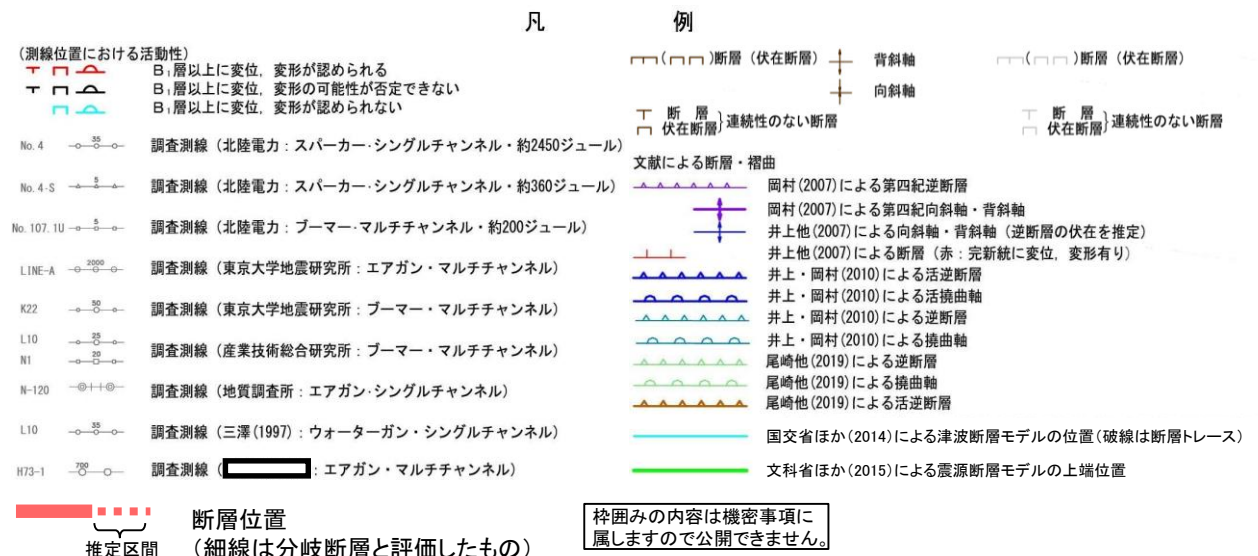 凡 例
(測線位置における活動性)
B₁層以上に変位，変形が認められる
B₁層以上に変位，変形の可能性が否定できない
B₁層以上に変位，変形が認められない
No.4 35 調査測線（北陸電力：スパーカー・シングルチャンネル・約2450ジュール）
No.4-S 5 調査測線（北陸電力：スパーカー・シングルチャンネル・約360ジュール）
No.107.1U 5 調査測線（北陸電力：ブーマー・マルチチャンネル・約200ジュール）
LINE-A 2000 調査測線（東京大学地震研究所：エアガン・マルチチャンネル）
K22 50 調査測線（東京大学地震研究所：ブーマー・マルチチャンネル）
L10 25
N1 20
調査測線（産業技術総合研究所：ブーマー・マルチチャンネル）
N-120 調査測線（地質調査所：エアガン・シングルチャンネル）
L10 35 調査測線（三澤(1997)：ウォーターガン・シングルチャンネル）
H73-1 700 調査測線（ ：エアガン・マルチチャンネル）
断層位置
推定区間 （細線は分岐断層と評価したもの）
( )断層（伏在断層） 背斜軸
向斜軸
断層
伏在断層}連続性のない断層
( )断層（伏在断層）
断層
伏在断層}連続性のない断層
文献による断層・褶曲
岡村(2007)による第四紀逆断層
岡村(2007)による第四紀向斜軸・背斜軸
井上他(2007)による向斜軸・背斜軸（逆断層の伏在を推定）
井上他(2007)による断層（赤：完新統に変位，変形有り）
井上・岡村(2010)による活逆断層
井上・岡村(2010)による活撓曲軸
井上・岡村(2010)による逆断層
井上・岡村(2010)による撓曲軸
尾崎他(2019)による逆断層
尾崎他(2019)による撓曲軸
尾崎他(2019)による活逆断層
国交省ほか(2014)による津波断層モデルの位置(破線は断層トレース)
文科省ほか(2015)による震源断層モデルの上端位置
枠囲みの内容は機密事項に
属しますので公開できません。